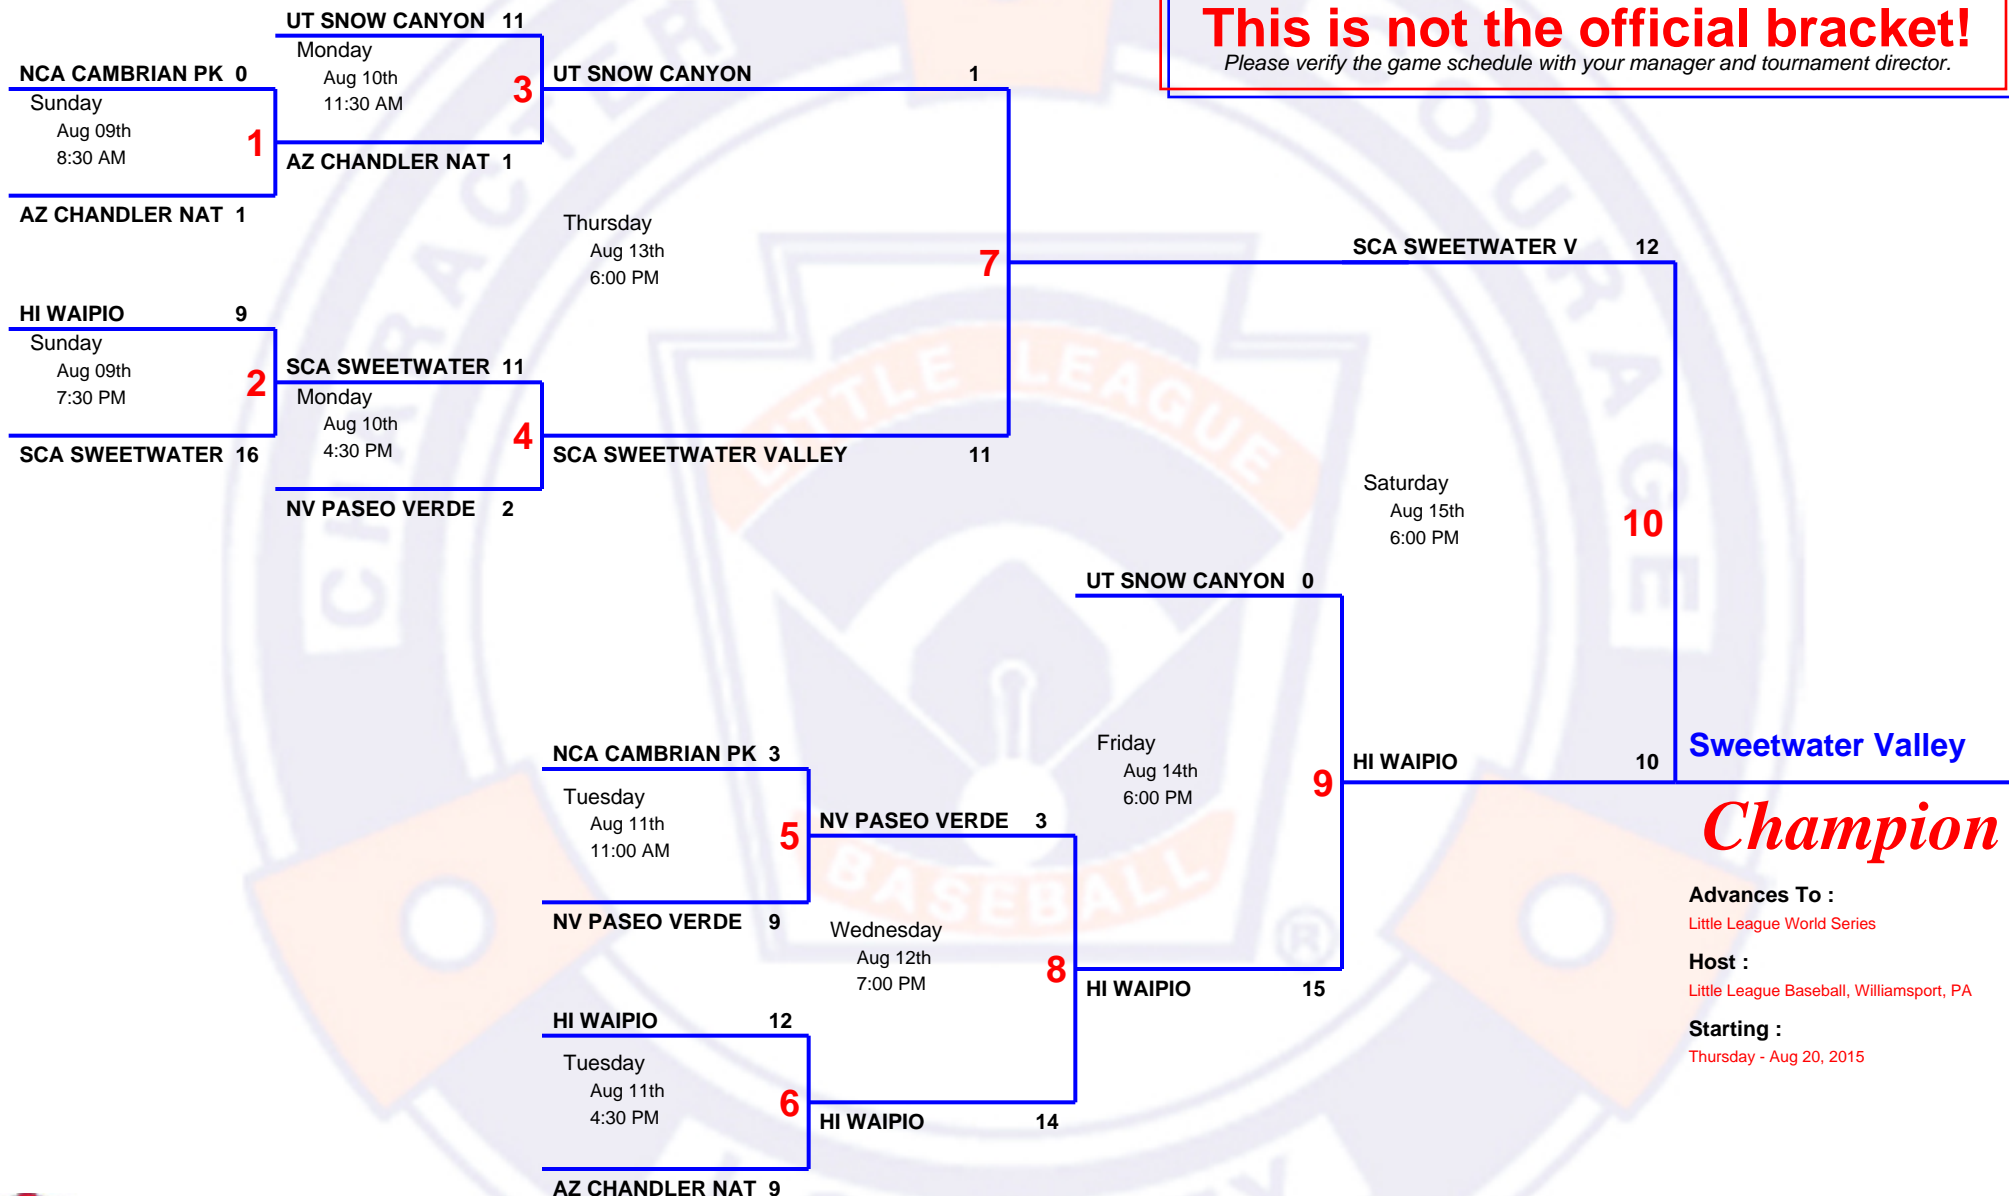 This is not the official bracket!
Please verify the game schedule with your manager and tournament director.
UT SNOW CANYON 11
Monday
Aug 10th
11:30 AM
3
NCA CAMBRIAN PK 0
Sunday
Aug 09th
8:30 AM
1
AZ CHANDLER NAT 1
AZ CHANDLER NAT 1
UT SNOW CANYON 1
Thursday
Aug 13th
6:00 PM
7
SCA SWEETWATER V 12
HI WAIPIO 9
Sunday
Aug 09th
7:30 PM
2
SCA SWEETWATER 16
SCA SWEETWATER 11
Monday
Aug 10th
4:30 PM
4
NV PASEO VERDE 2
SCA SWEETWATER VALLEY 11
Saturday
Aug 15th
6:00 PM
10
UT SNOW CANYON 0
Friday
Aug 14th
6:00 PM
9
HI WAIPIO 10
NCA CAMBRIAN PK 3
Tuesday
Aug 11th
11:00 AM
5
NV PASEO VERDE 9
NV PASEO VERDE 3
Wednesday
Aug 12th
7:00 PM
8
HI WAIPIO 15
HI WAIPIO 12
Tuesday
Aug 11th
4:30 PM
6
HI WAIPIO 14
AZ CHANDLER NAT 9
Sweetwater Valley
Champion
Advances To :
Little League World Series
Host :
Little League Baseball, Williamsport, PA
Starting :
Thursday - Aug 20, 2015
CHARACTER
COURAGE
LITTLE LEAGUE
BASEBALL
®